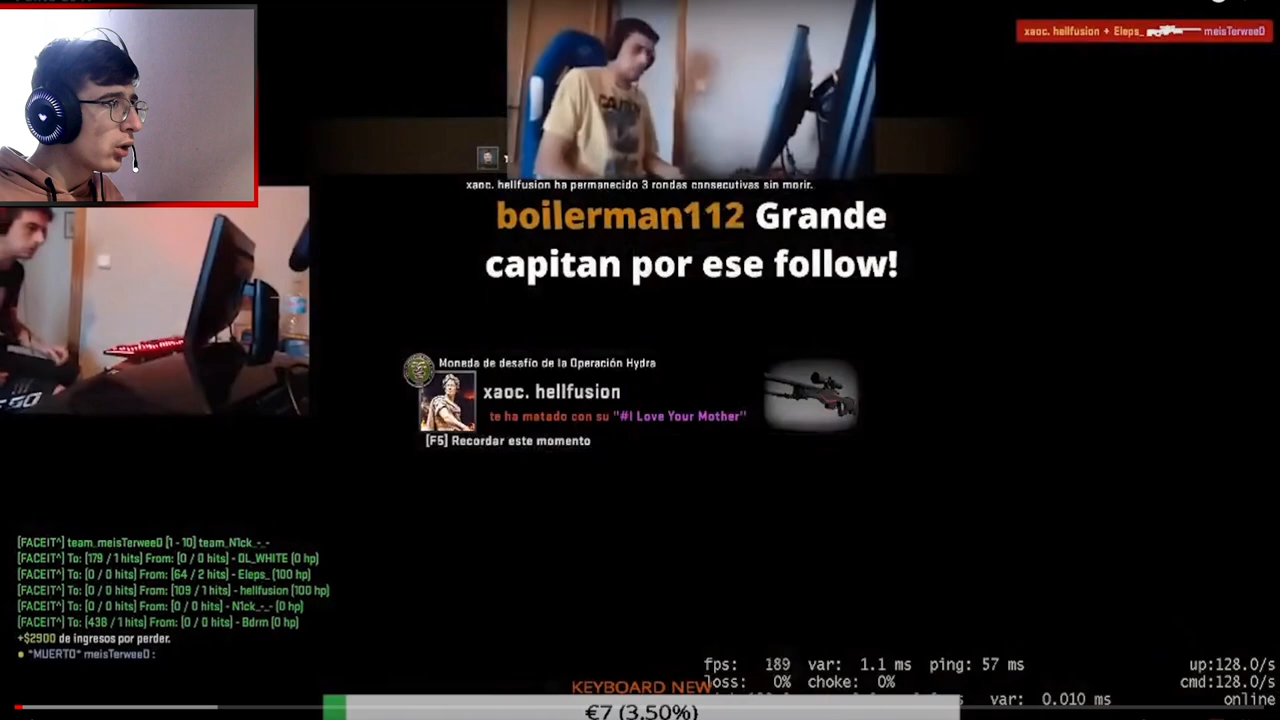 xaoc. hellfusion + Eleps_ meisTerweeD
xaoc. hellfusion ha permanecido 3 rondas consecutivas sin morir.
boilerman112 Grande
capitan por ese follow!
Moneda de desafío de la Operación Hydra
xaoc. hellfusion
te ha matado con su "#I Love Your Mother"
[F5] Recordar este momento
[FACEIT^] team_meisTerweeD [1 - 10] team_N1ck_-_-
[FACEIT^] To: [179 / 1 hits] From: [0 / 0 hits] - DL_WHITE (0 hp)
[FACEIT^] To: [0 / 0 hits] From: [64 / 2 hits] - Eleps_ (100 hp)
[FACEIT^] To: [0 / 0 hits] From: [109 / 1 hits] - hellfusion (100 hp)
[FACEIT^] To: [0 / 0 hits] From: [0 / 0 hits] - N1ck_-_- (0 hp)
[FACEIT^] To: [438 / 1 hits] From: [0 / 0 hits] - Bdrm (0 hp)
+$2900 de ingresos por perder.
*MUERTO* meisTerweeD :
fps: 189 var: 1.1 ms ping: 57 ms up:128.0/s
loss: 0% choke: 0% cmd:128.0/s
var: 0.010 ms online
KEYBOARD NEW
€7 (3.50%)